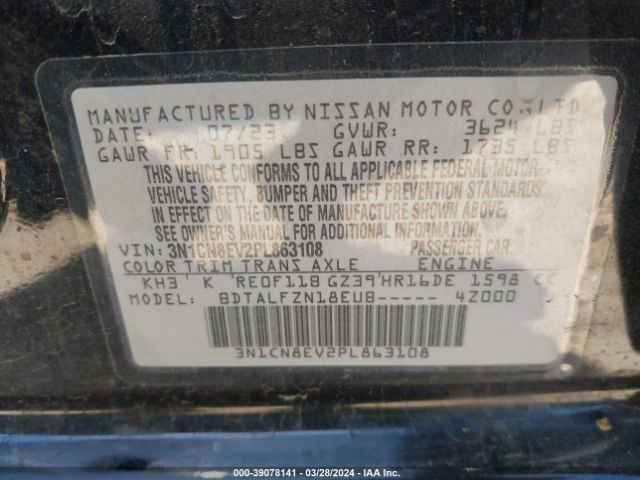 MANUFACTURED BY NISSAN MOTOR CO., LTD.
DATE: 07/23 GVWR: 3624 LBS
GAWR FR: 1905 LBS GAWR RR: 1735 LBS
THIS VEHICLE CONFORMS TO ALL APPLICABLE FEDERAL MOTOR
VEHICLE SAFETY, BUMPER AND THEFT PREVENTION STANDARDS
IN EFFECT ON THE DATE OF MANUFACTURE SHOWN ABOVE.
SEE OWNER'S MANUAL FOR ADDITIONAL INFORMATION.
VIN: 3N1CN8EV2PL863108 PASSENGER CAR
COLOR TRIM TRANS AXLE ENGINE
KH3 K RE0F11B GZ39 HR16DE 1598 CC
MODEL: BDTALFZN18EUB----- 4Z000 J
3N1CN8EV2PL863108
000-39078141 | 03/28/2024 | IAA Inc.